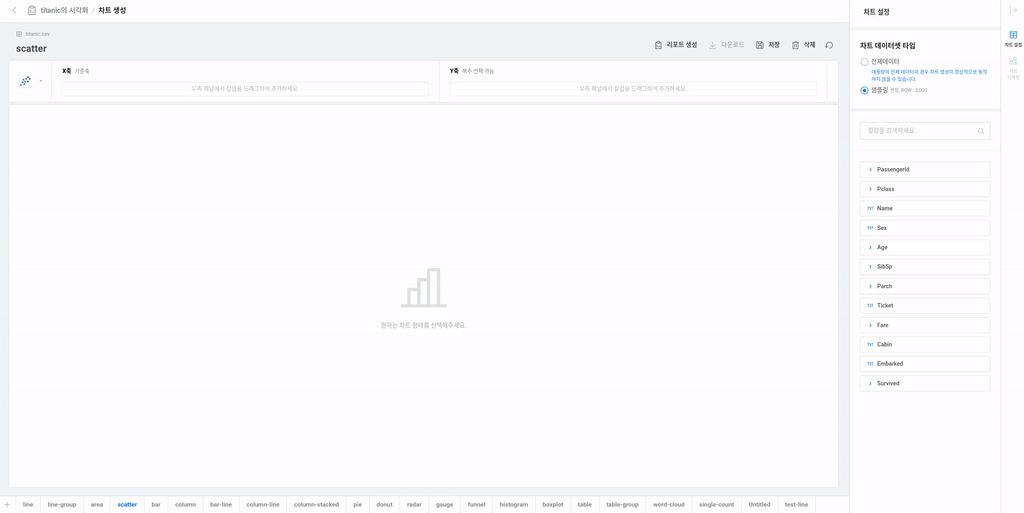 titanic의 시각화 / 차트 생성
titanic.csv
scatter
리포트 생성
다운로드
저장
삭제
X축 기준축
우측 패널에서 컬럼을 드래그하여 추가하세요.
Y축 복수 선택 가능
우측 패널에서 컬럼을 드래그하여 추가하세요.
원하는 차트 형태를 선택해주세요.
line
line-group
area
scatter
bar
column
bar-line
column-line
column-stacked
pie
donut
radar
gauge
funnel
histogram
boxplot
table
table-group
word-cloud
single-count
Untitled
test-line
차트 설정
차트 데이터셋 타입
전체데이터
대용량의 전체 데이터의 경우 차트 생성이 정상적으로 동작
하지 않을 수 있습니다.
샘플링 권장, ROW : 5,000
컬럼을 검색하세요.
PassengerId
Pclass
TXT Name
TXT Sex
Age
SibSp
Parch
TXT Ticket
Fare
TXT Cabin
TXT Embarked
Survived
차트 설정
차트
디자인